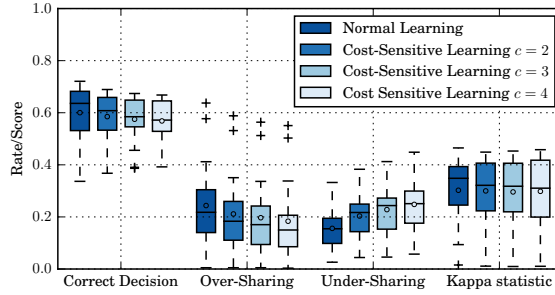 1.0
0.8
0.6
0.4
0.2
0.0
Rate/Score
Normal Learning
Cost-Sensitive Learning c = 2
Cost-Sensitive Learning c = 3
Cost Sensitive Learning c = 4
Correct Decision Over-Sharing Under-Sharing Kappa statistic